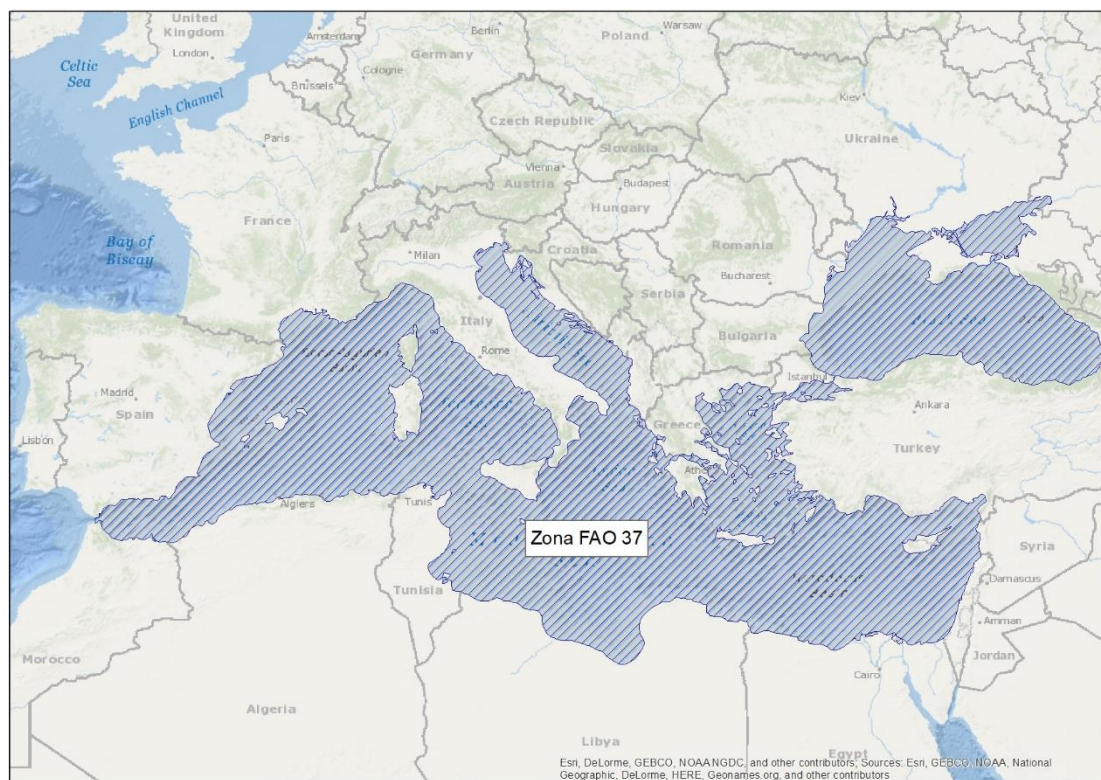 United Kingdom
Amsterdam
Berlin
Warsaw
Poland
Germany
London
Celtic Sea
Cologne
Brussels
English Channel
Kiev
Czech Republic
Paris
Ukraine
Slovakia
Vienna
Austria
Budapest
Hungary
France
Bay of Biscay
Milan
Croatia
Romania
Bucharest
Serbia
Italy
Bulgaria
Rome
Istanbul
Madrid
Spain
Ankara
Greece
Lisbon
Turkey
Algiers
Tunis
Zona FAO 37
Syria
Damascus
Tunisia
Amman
Jordan
Morocco
Cairo
Algeria
Libya
Egypt
Esri, DeLorme, GEBCO, NOAA NGDC, and other contributors, Sources: Esri, GEBCO, NOAA, National
Geographic, DeLorme, HERE, Geonames.org, and other contributors